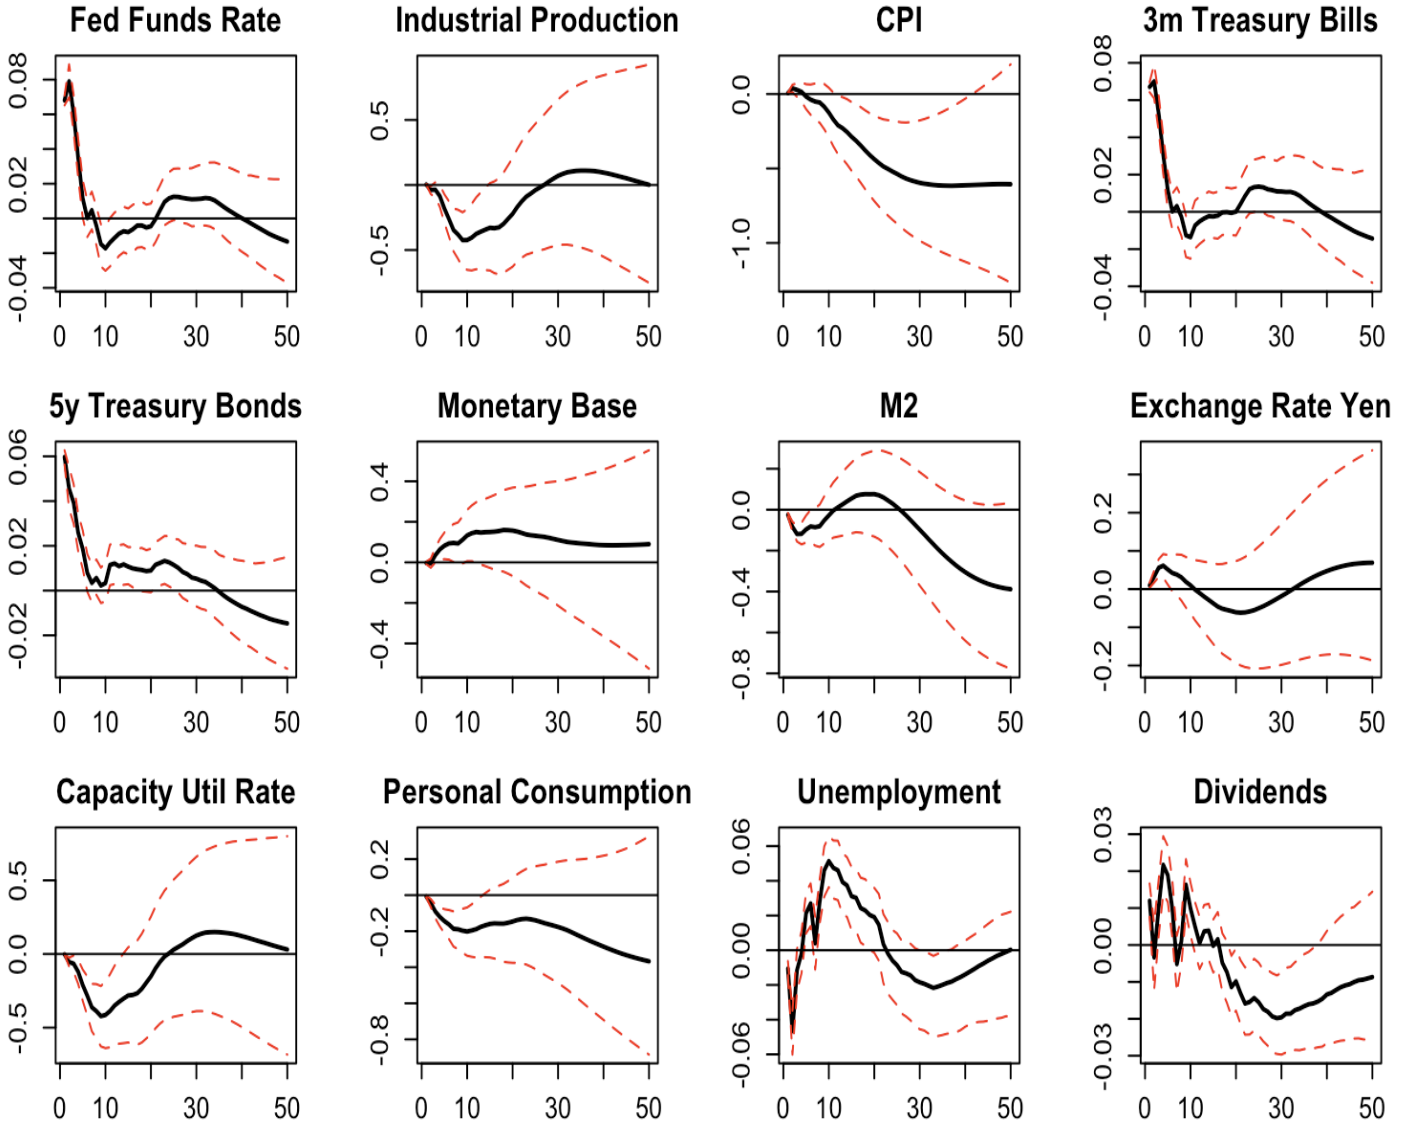 Fed Funds Rate
-0.04 0.02 0.08
0 10 30 50
Industrial Production
-0.5 0.5
0 10 30 50
CPI
-1.0 0.0
0 10 30 50
3m Treasury Bills
-0.04 0.02 0.08
0 10 30 50
5y Treasury Bonds
-0.02 0.02 0.06
0 10 30 50
Monetary Base
-0.4 0.0 0.4
0 10 30 50
M2
-0.8 -0.4 0.0
0 10 30 50
Exchange Rate Yen
-0.2 0.0 0.2
0 10 30 50
Capacity Util Rate
-0.5 0.0 0.5
0 10 30 50
Personal Consumption
-0.8 -0.2 0.2
0 10 30 50
Unemployment
-0.06 0.00 0.06
0 10 30 50
Dividends
-0.03 0.00 0.03
0 10 30 50